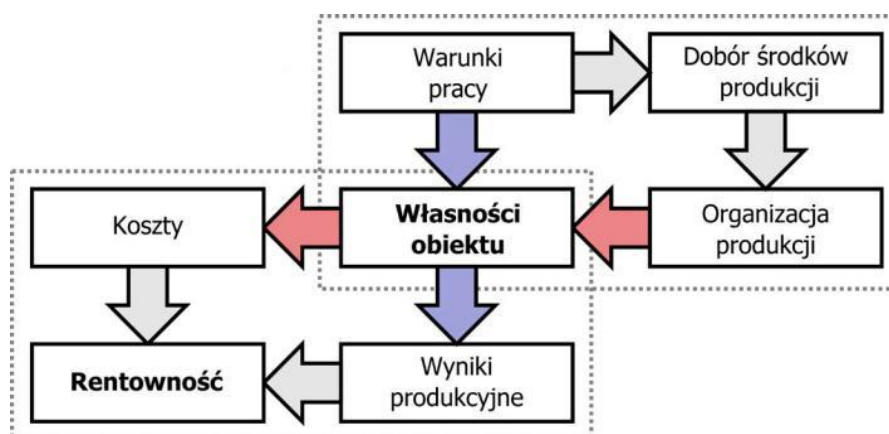 Warunki
pracy
Dobór środków
produkcji
Koszty
Własności
obiektu
Organizacja
produkcji
Rentowność
Wyniki
produkcyjne